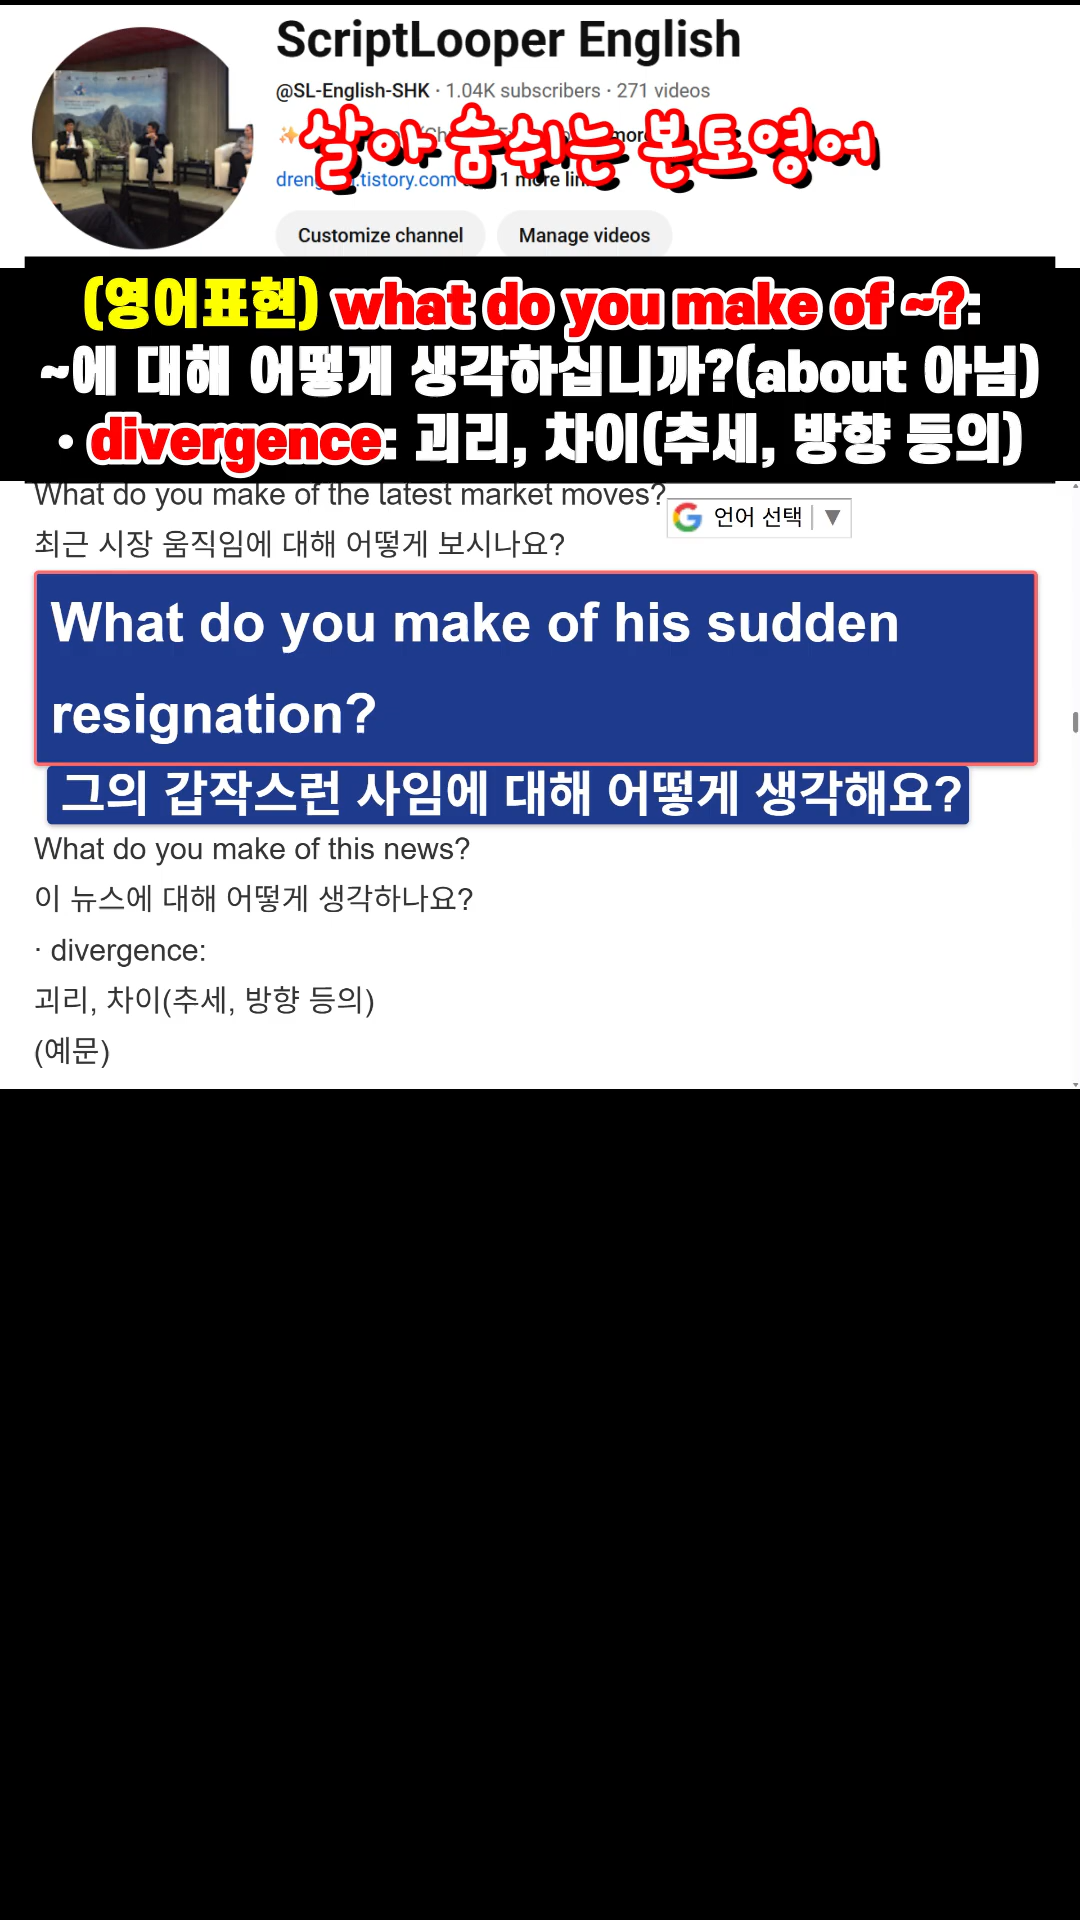 ScriptLooper English
@SL-English-SHK · 1.04K subscribers · 271 videos
살아 숨쉬는 본토영어
.tistory.com 1 more
Customize channel
Manage videos
(영어표현) what do you make of ~?:
~에 대해 어떻게 생각하십니까?(about 아님)
• divergence: 괴리, 차이(추세, 방향 등의)
What do you make of the latest market moves?
언어 선택 ▼
최근 시장 움직임에 대해 어떻게 보시나요?
What do you make of his sudden
resignation?
그의 갑작스런 사임에 대해 어떻게 생각해요?
What do you make of this news?
이 뉴스에 대해 어떻게 생각하나요?
· divergence:
괴리, 차이(추세, 방향 등의)
(예문)